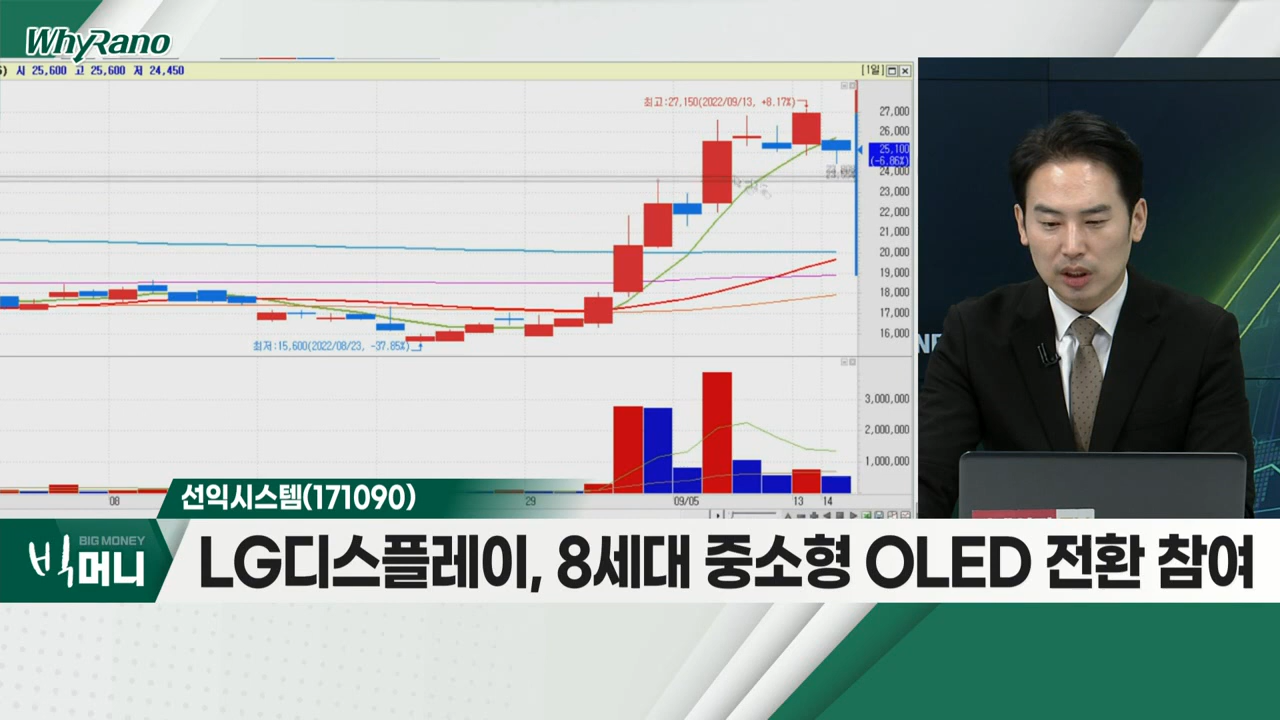 WhyRano
시 25,600 고 25,600 저 24,450
[1일]
최고:27,150(2022/09/13, +8.17%)
27,000
26,000
25,100
(-6.86%)
24,000
23,000
22,000
21,000
20,000
19,000
18,000
17,000
16,000
최저:15,600(2022/08/23, -37.85%)
3,000,000
2,000,000
1,000,000
08
29
09/05
13
14
선익시스템(171090)
BIG MONEY
빅머니
LG디스플레이, 8세대 중소형 OLED 전환 참여